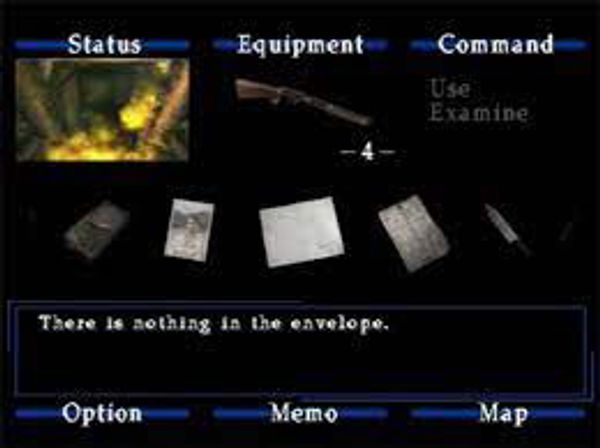 Status Equipment Command
Use
Examine
-4-
There is nothing in the envelope.
Option Memo Map